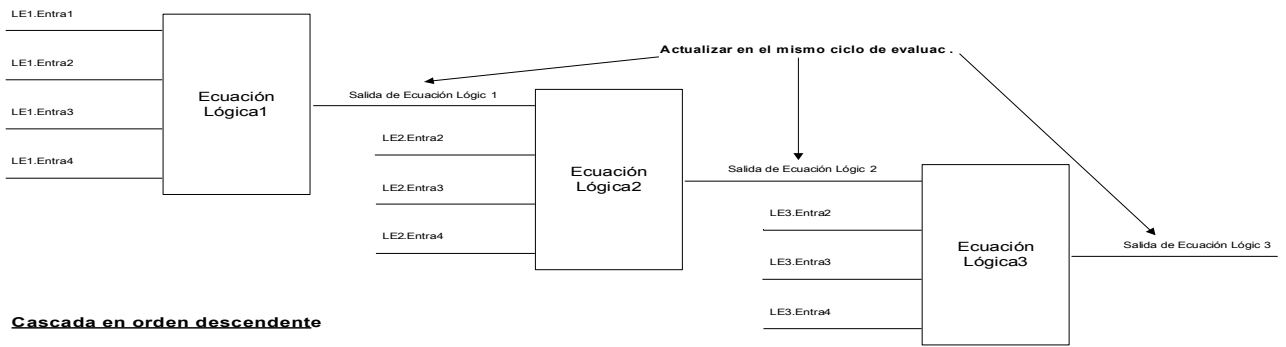 LE1.Entra1
LE1.Entra2
LE1.Entra3
LE1.Entra4
Ecuación
Lógica1
Actualizar en el mismo ciclo de evaluac .
Salida de Ecuación Lógic 1
LE2.Entra2
LE2.Entra3
LE2.Entra4
Ecuación
Lógica2
Salida de Ecuación Lógic 2
LE3.Entra2
LE3.Entra3
LE3.Entra4
Ecuación
Lógica3
Salida de Ecuación Lógic 3
Cascada en orden descendente